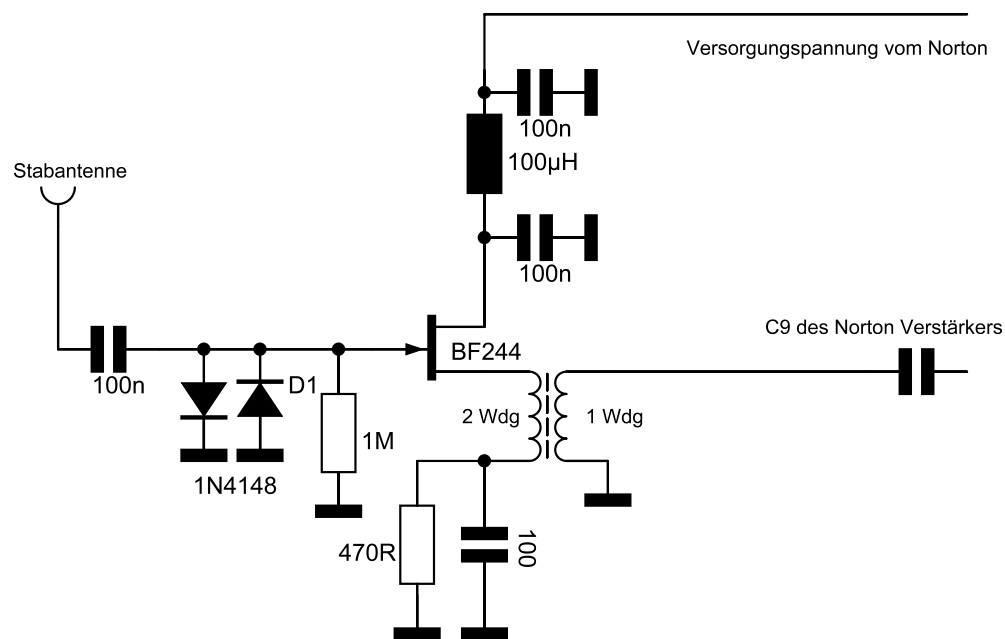 Versorgungspannung vom Norton
100n
100µH
Stabantenne
100n
C9 des Norton Verstärkers
BF244
100n
D1
2 Wdg
1 Wdg
1M
1N4148
470R
100